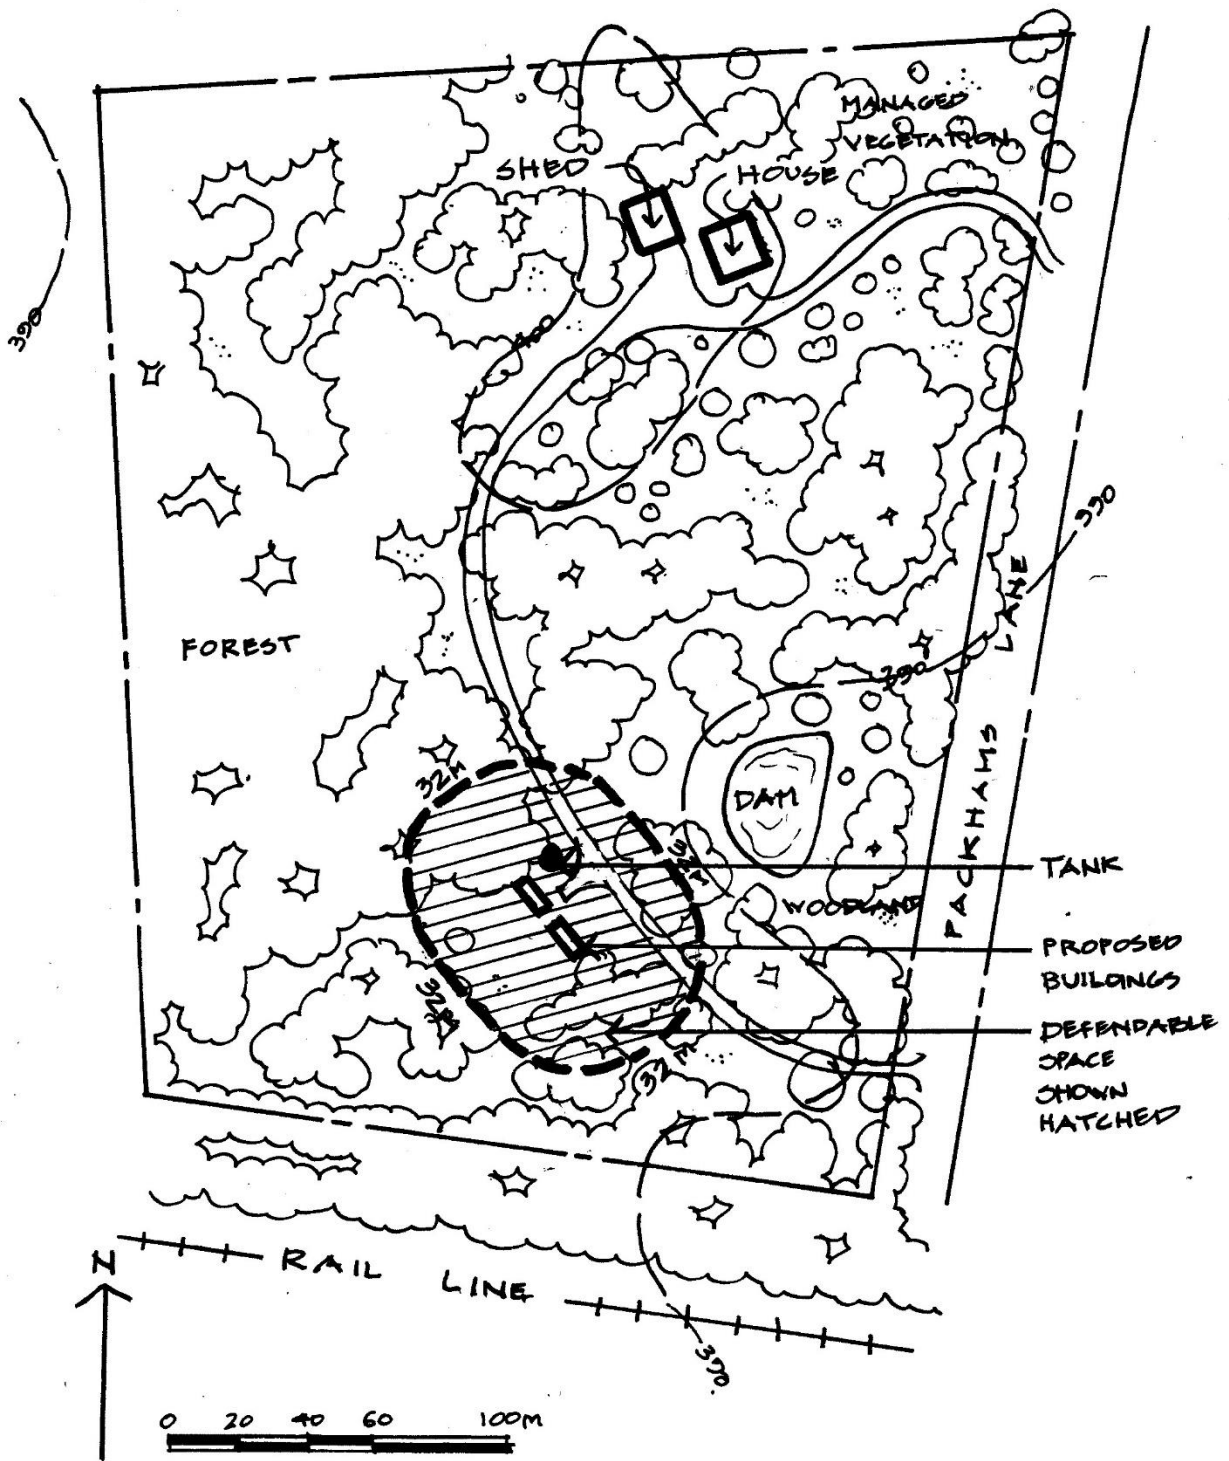 MANAGED
VEGETATION
SHED
HOUSE
390
400
390
LANE
FOREST
390
PACKHAMS
32M
DAM
32M
TANK
WOODLAND
PROPOSED
BUILDINGS
32M
DEFENDABLE
SPACE
SHOWN
HATCHED
32M
RAIL LINE
N
390
0 20 40 60 100M